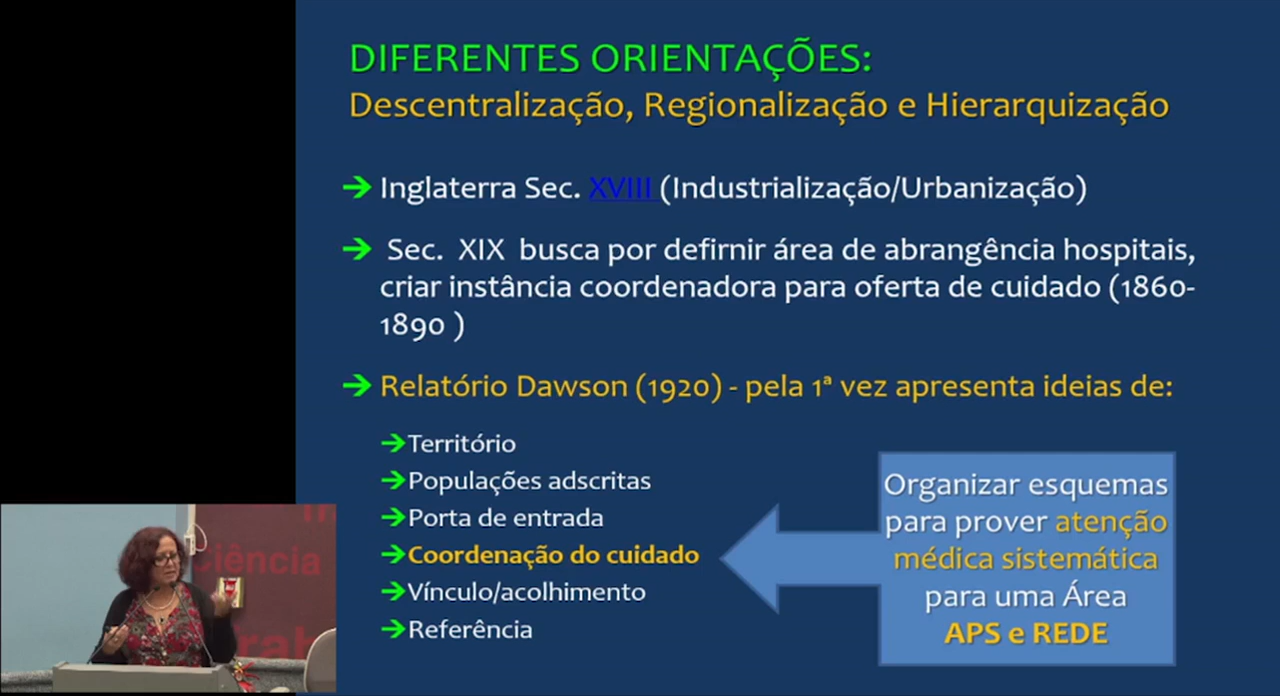 DIFERENTES ORIENTAÇÕES:
Descentralização, Regionalização e Hierarquização
Inglaterra Sec. XVIII (Industrialização/Urbanização)
Sec. XIX busca por defirnir área de abrangência hospitais,
criar instância coordenadora para oferta de cuidado (1860-
1890 )
Relatório Dawson (1920) - pela 1ª vez apresenta ideias de:
Território
Populações adscritas
Porta de entrada
Coordenação do cuidado
Vínculo/acolhimento
Referência
Organizar esquemas
para prover atenção
médica sistemática
para uma Área
APS e REDE
iência